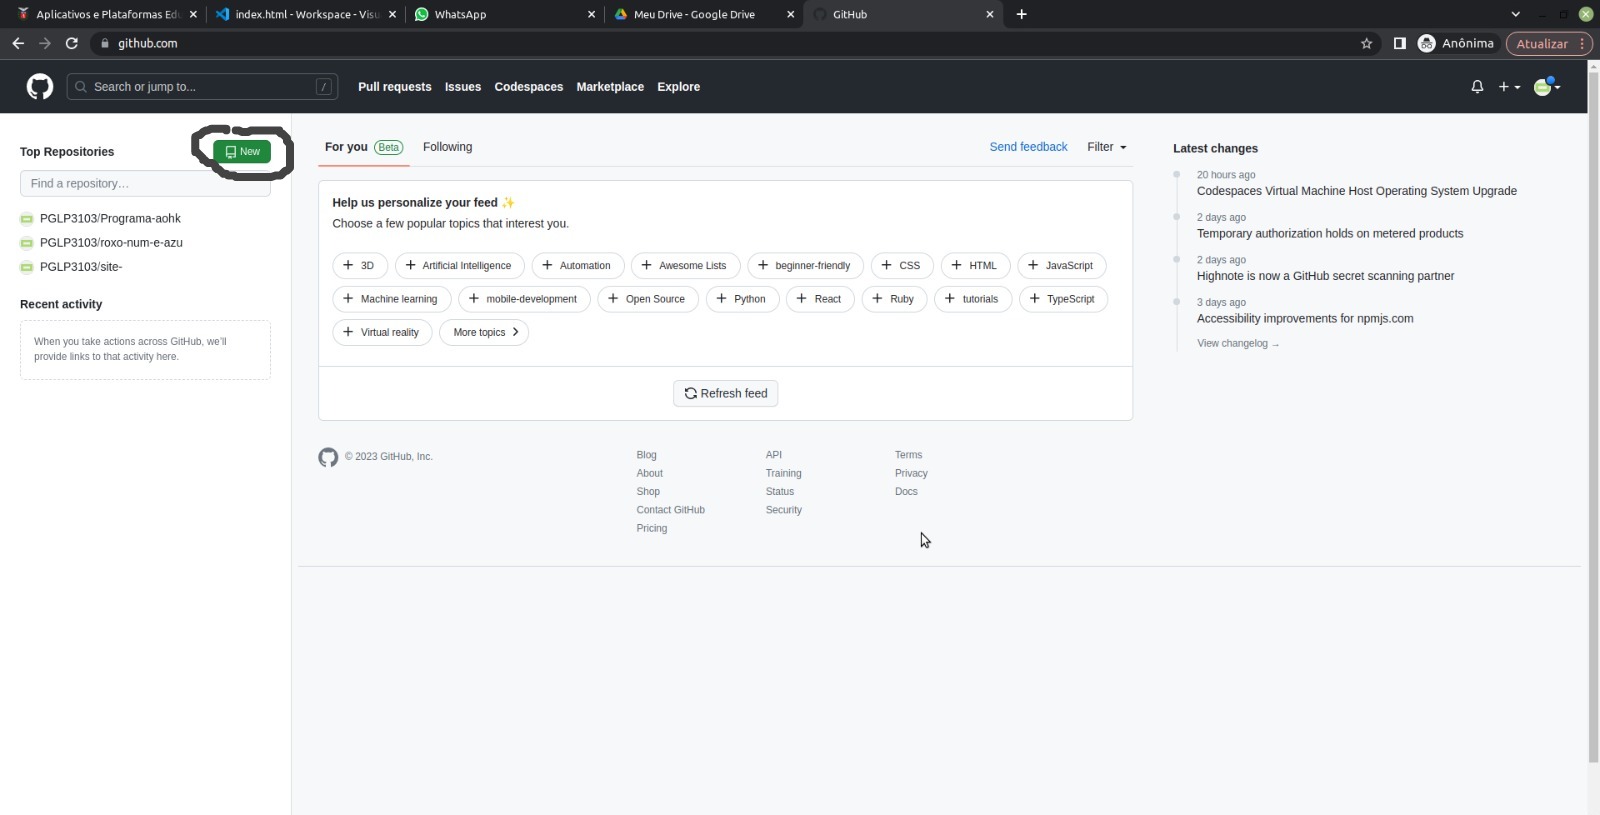 Aplicativos e Plataformas Edu
index.html - Workspace - Visu
WhatsApp
Meu Drive - Google Drive
GitHub
github.com
Anônima
Atualizar
Search or jump to...
/
Pull requests
Issues
Codespaces
Marketplace
Explore
Top Repositories
New
Find a repository…
PGLP3103/Programa-aohk
PGLP3103/roxo-num-e-azu
PGLP3103/site-
Recent activity
When you take actions across GitHub, we'll
provide links to that activity here.
For you Beta
Following
Send feedback
Filter
Help us personalize your feed ✨
Choose a few popular topics that interest you.
3D
Artificial Intelligence
Automation
Awesome Lists
beginner-friendly
CSS
HTML
JavaScript
Machine learning
mobile-development
Open Source
Python
React
Ruby
tutorials
TypeScript
Virtual reality
More topics
Refresh feed
© 2023 GitHub, Inc.
Blog
About
Shop
Contact GitHub
Pricing
API
Training
Status
Security
Terms
Privacy
Docs
Latest changes
20 hours ago
Codespaces Virtual Machine Host Operating System Upgrade
2 days ago
Temporary authorization holds on metered products
2 days ago
Highnote is now a GitHub secret scanning partner
3 days ago
Accessibility improvements for npmjs.com
View changelog →